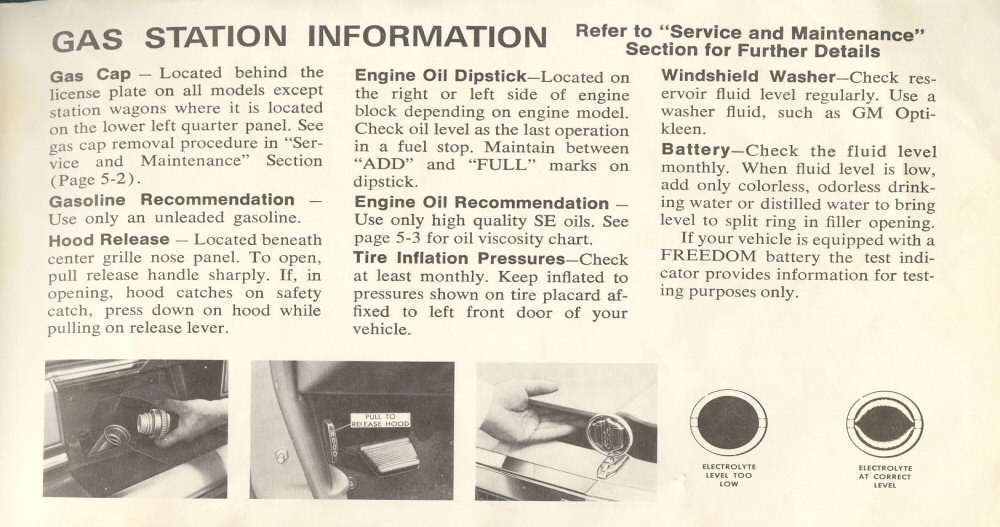 GAS STATION INFORMATION
Refer to "Service and Maintenance"
Section for Further Details
Gas Cap — Located behind the
license plate on all models except
station wagons where it is located
on the lower left quarter panel. See
gas cap removal procedure in "Ser-
vice and Maintenance" Section
(Page 5-2).
Gasoline Recommendation —
Use only an unleaded gasoline.
Hood Release — Located beneath
center grille nose panel. To open,
pull release handle sharply. If, in
opening, hood catches on safety
catch, press down on hood while
pulling on release lever.
Engine Oil Dipstick—Located on
the right or left side of engine
block depending on engine model.
Check oil level as the last operation
in a fuel stop. Maintain between
"ADD" and "FULL" marks on
dipstick.
Engine Oil Recommendation —
Use only high quality SE oils. See
page 5-3 for oil viscosity chart.
Tire Inflation Pressures—Check
at least monthly. Keep inflated to
pressures shown on tire placard af-
fixed to left front door of your
vehicle.
Windshield Washer—Check res-
ervoir fluid level regularly. Use a
washer fluid, such as GM Opti-
kleen.
Battery—Check the fluid level
monthly. When fluid level is low,
add only colorless, odorless drink-
ing water or distilled water to bring
level to split ring in filler opening.
If your vehicle is equipped with a
FREEDOM battery the test indi-
cator provides information for test-
ing purposes only.
PULL TO
RELEASE HOOD
HOOD
ELECTROLYTE
LEVEL TOO
LOW
ELECTROLYTE
AT CORRECT
LEVEL